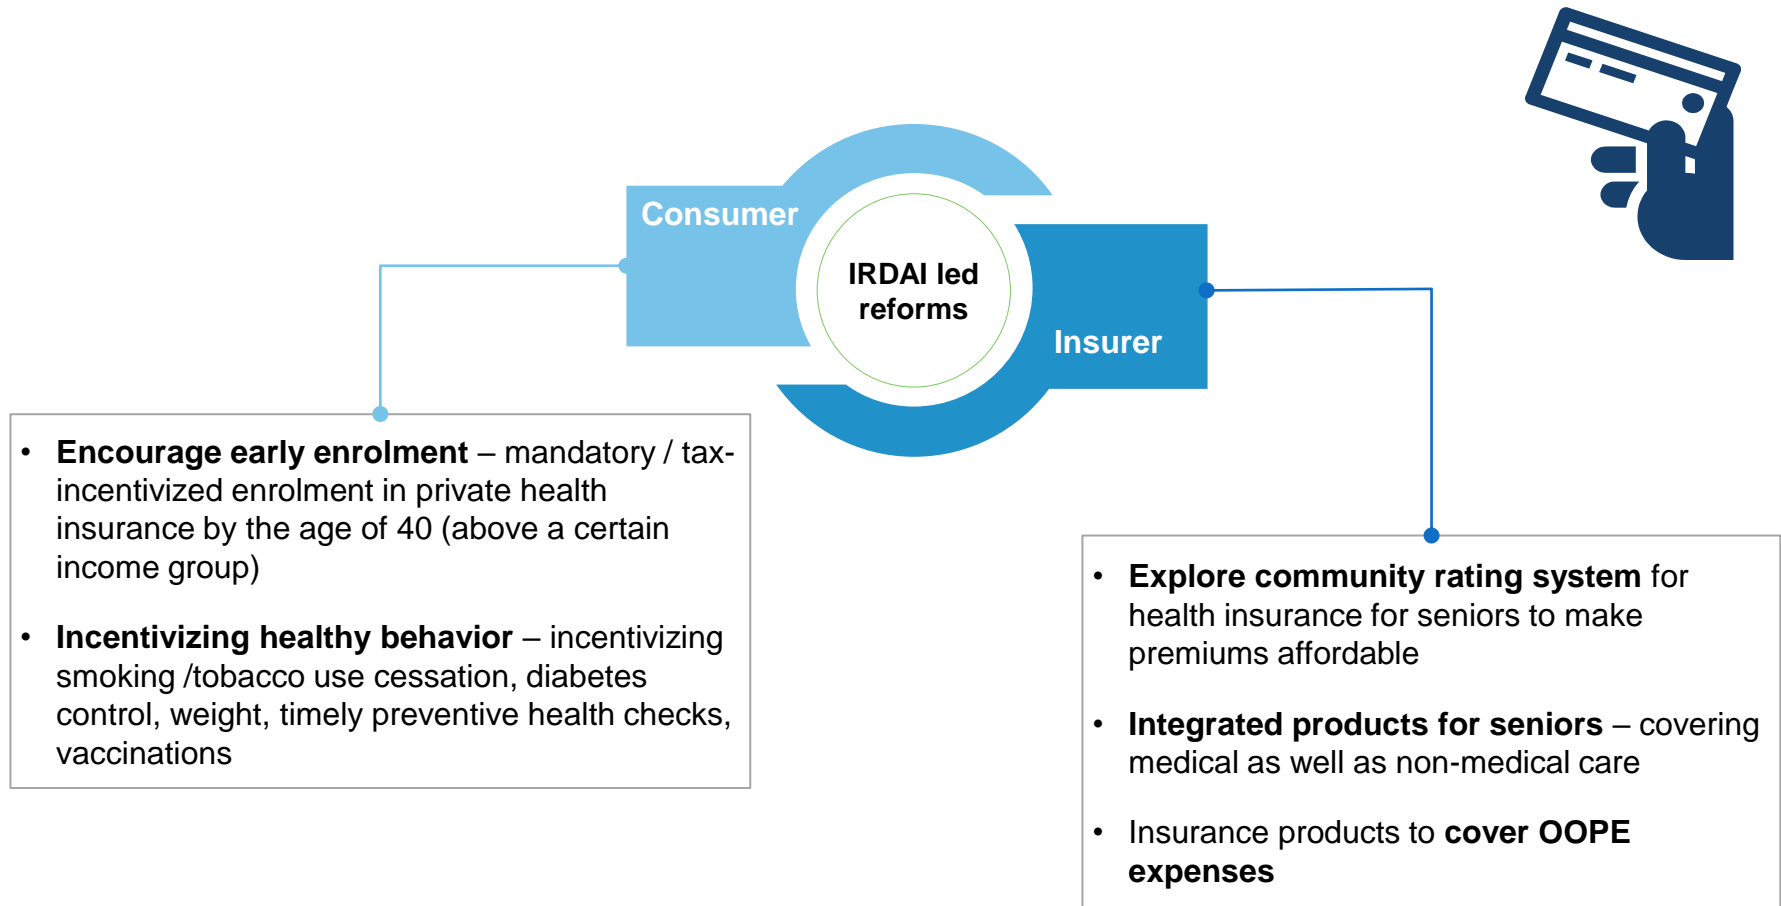 Consumer
IRDAI led
reforms
Insurer
• Encourage early enrolment – mandatory / tax-
incentivized enrolment in private health
insurance by the age of 40 (above a certain
income group)
• Incentivizing healthy behavior – incentivizing
smoking /tobacco use cessation, diabetes
control, weight, timely preventive health checks,
vaccinations
• Explore community rating system for
health insurance for seniors to make
premiums affordable
• Integrated products for seniors – covering
medical as well as non-medical care
• Insurance products to cover OOPE
expenses